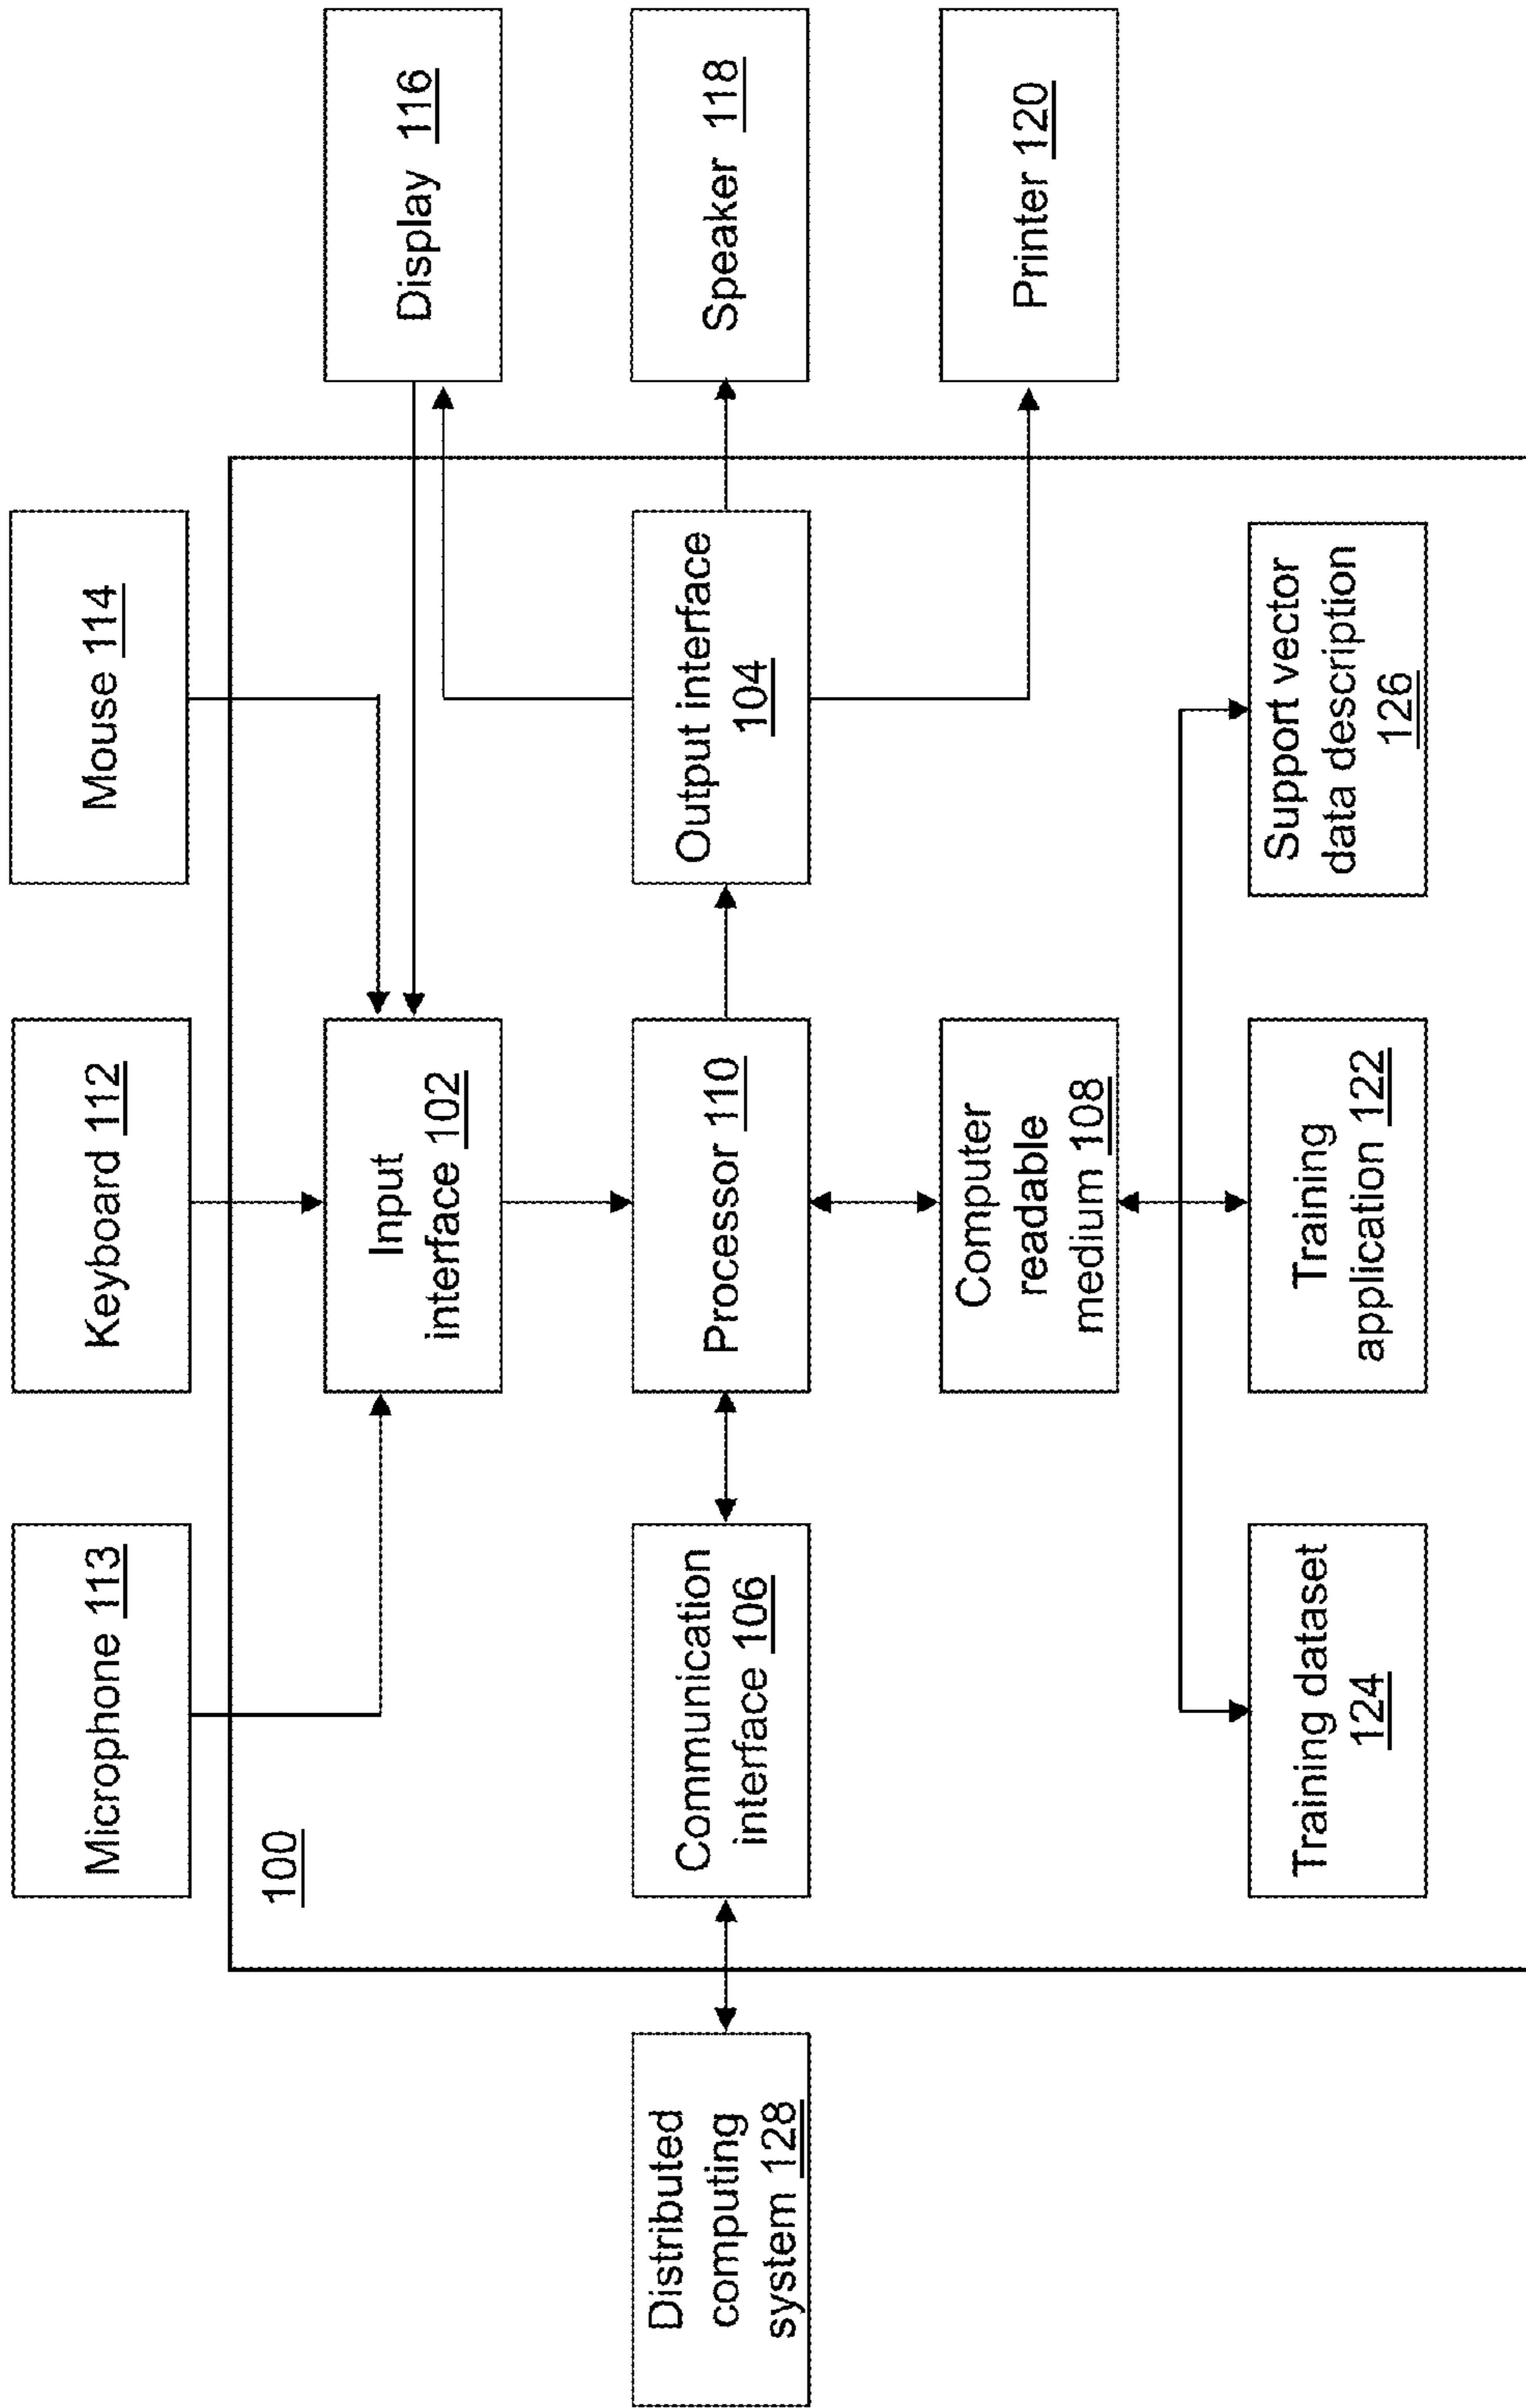 Microphone 113
Keyboard 112
Mouse 114
100
Input
interface 102
Display 116
Distributed
computing
system 128
Communication
interface 106
Processor 110
Output interface
104
Speaker 118
Computer
readable
medium 108
Printer 120
Training dataset
124
Training
application 122
Support vector
data description
126